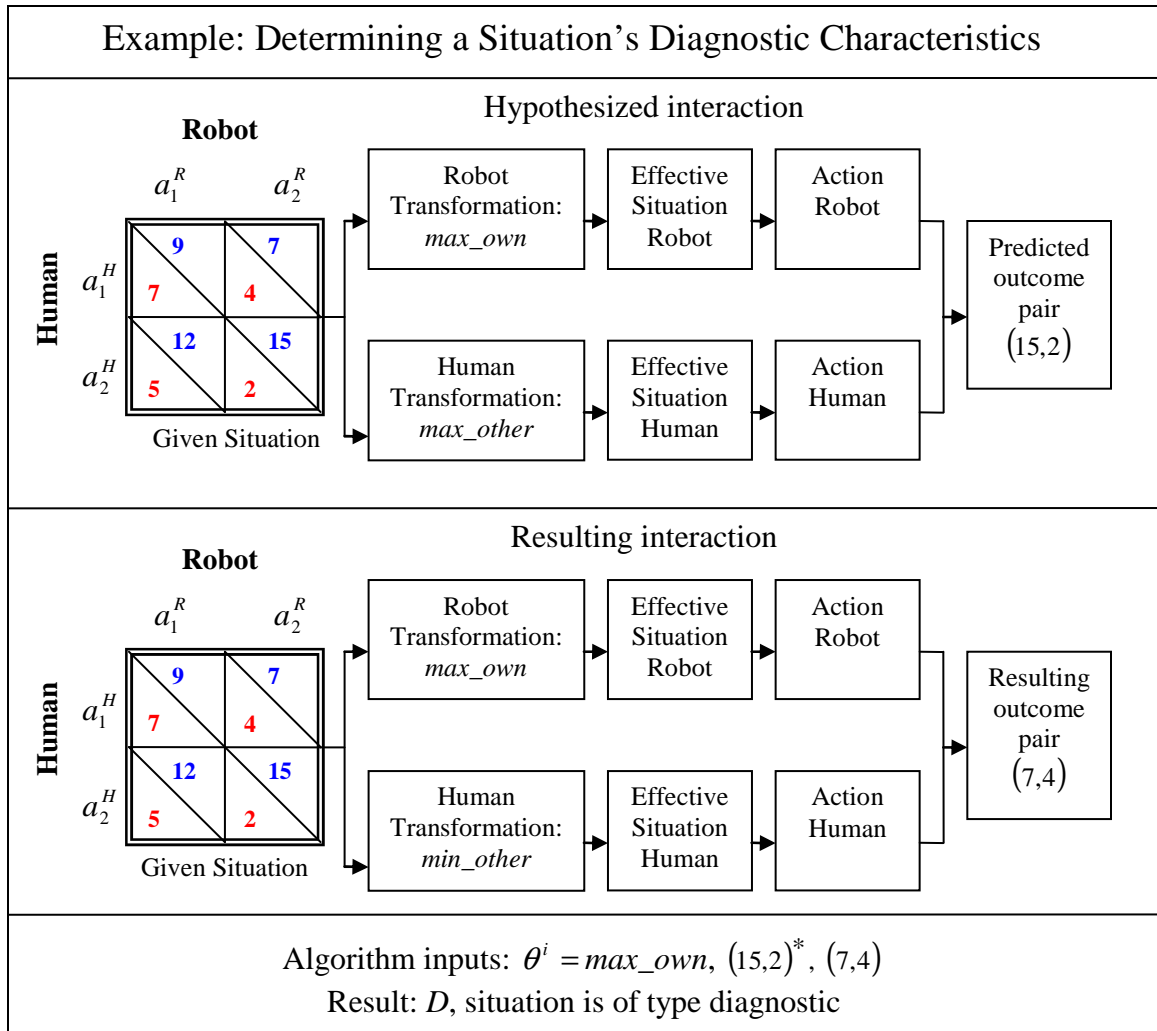 Example: Determining a Situation's Diagnostic Characteristics
Hypothesized interaction
Robot
a₁ᴿ a₂ᴿ
Human
a₁ᴴ
a₂ᴴ
9 7
7 4
12 15
5 2
Given Situation
Robot
Transformation:
max_own
Effective
Situation
Robot
Action
Robot
Human
Transformation:
max_other
Effective
Situation
Human
Action
Human
Predicted
outcome
pair
(15,2)
Resulting interaction
Robot
a₁ᴿ a₂ᴿ
Human
a₁ᴴ
a₂ᴴ
9 7
7 4
12 15
5 2
Given Situation
Robot
Transformation:
max_own
Effective
Situation
Robot
Action
Robot
Human
Transformation:
min_other
Effective
Situation
Human
Action
Human
Resulting
outcome
pair
(7,4)
Algorithm inputs: θⁱ = max_own, (15,2)*, (7,4)
Result: D, situation is of type diagnostic